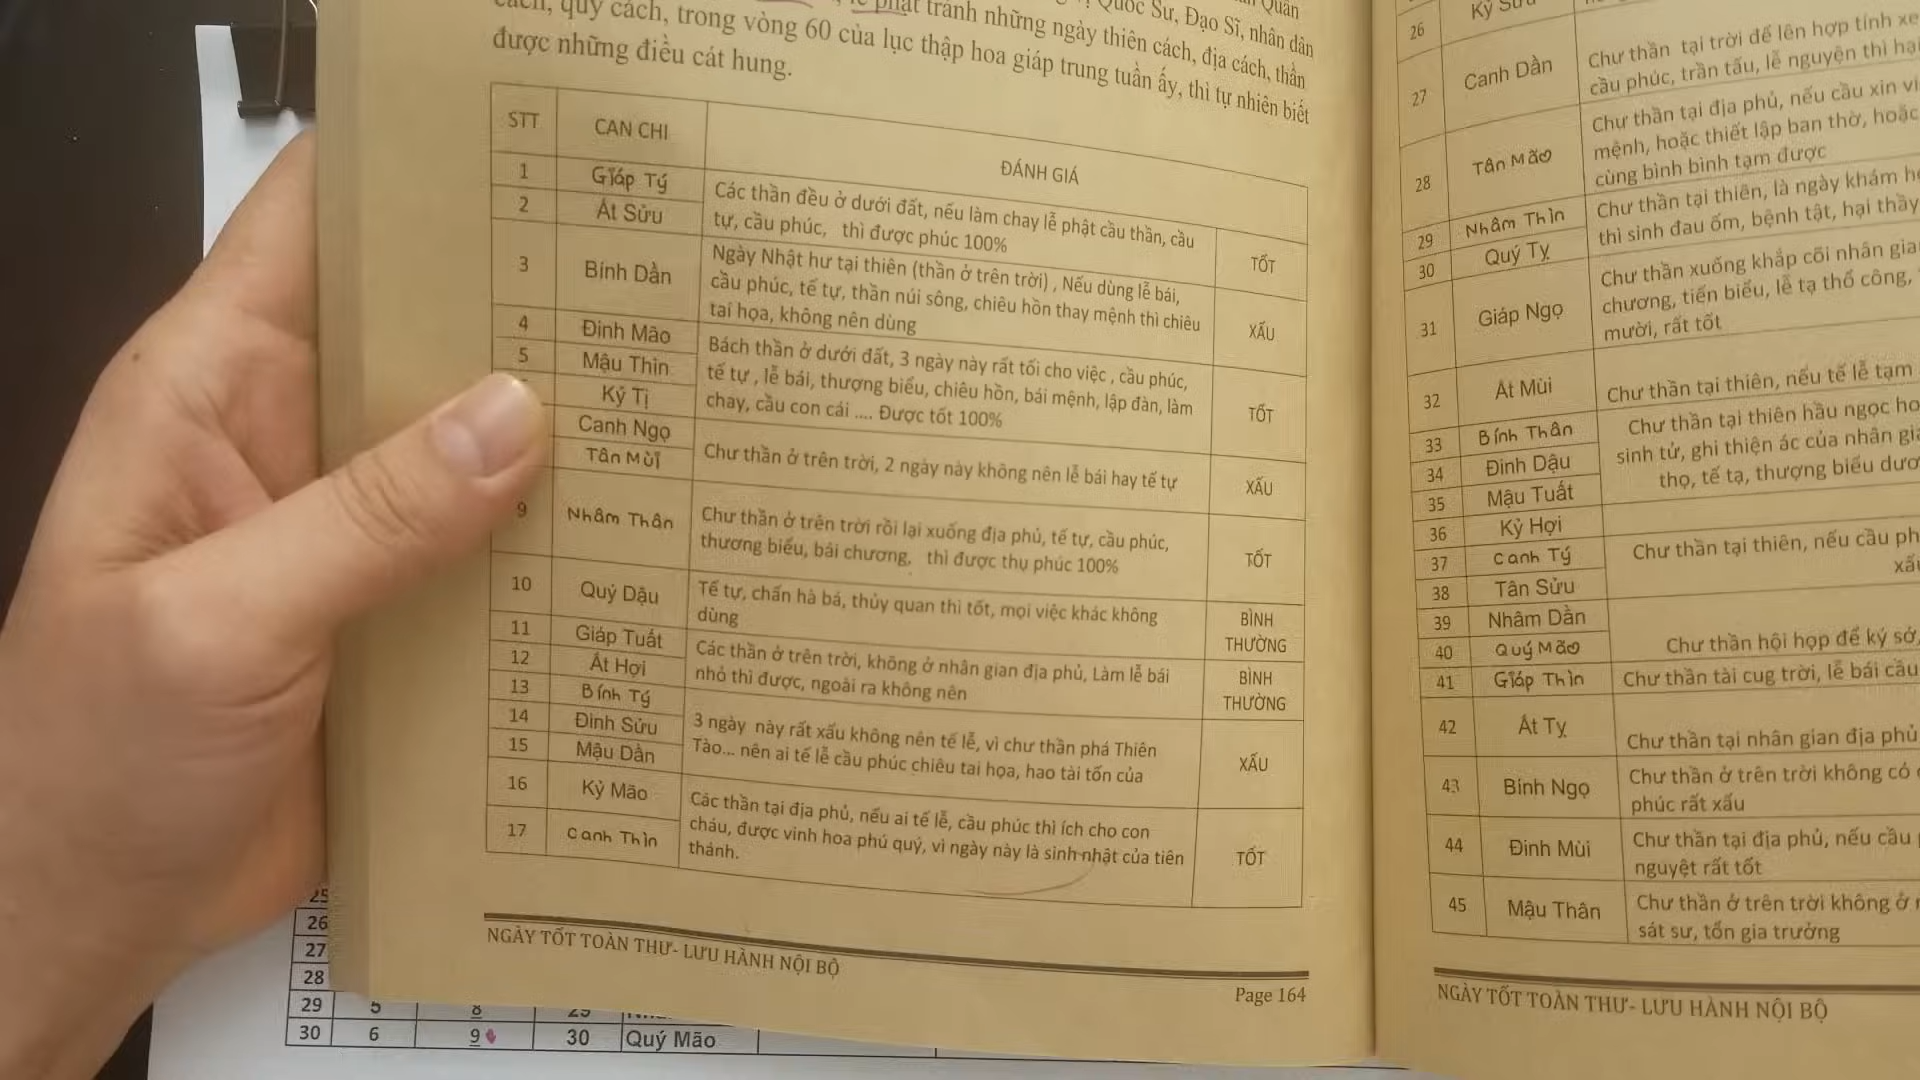 Quốc Sư, Đạo Sĩ, nhân dân
cách, quý cách, trong vòng 60 của lục thập hoa giáp trung tuần ấy, thì tự nhiên biết
phật tránh những ngày thiên cách, địa cách, thần
được những điều cát hung.
STT CAN CHI ĐÁNH GIÁ
1 Giáp Tý
2 Ất Sửu
Các thần đều ở dưới đất, nếu làm chay lễ phật cầu thần, cầu
tự, cầu phúc, thì được phúc 100%
TỐT
3 Bính Dần
Ngày Nhật hư tại thiên (thần ở trên trời) , Nếu dùng lễ bái,
cầu phúc, tế tự, thần núi sông, chiêu hồn thay mệnh thì chiêu
tai họa, không nên dùng
XẤU
4 Đinh Mão
5 Mậu Thìn
Kỷ Tị
Bách thần ở dưới đất, 3 ngày này rất tối cho việc , cầu phúc,
tế tự , lễ bái, thượng biểu, chiêu hồn, bái mệnh, lập đàn, làm
chay, cầu con cái .... Được tốt 100%
TỐT
Canh Ngọ
Tân Mùi
Chư thần ở trên trời, 2 ngày này không nên lễ bái hay tế tự
XẤU
9 Nhâm Thân
Chư thần ở trên trời rồi lại xuống địa phủ, tế tự, cầu phúc,
thương biểu, bái chương, thì được thụ phúc 100%
TỐT
10 Quý Dậu
Tế tự, chấn hà bá, thủy quan thì tốt, mọi việc khác không
dùng
BÌNH
THƯỜNG
11 Giáp Tuất
12 Ất Hợi
Các thần ở trên trời, không ở nhân gian địa phủ, Làm lễ bái
nhỏ thì được, ngoài ra không nên
BÌNH
THƯỜNG
13 Bính Tý
14 Đinh Sửu
15 Mậu Dần
3 ngày này rất xấu không nên tế lễ, vì chư thần phá Thiên
Tào... nên ai tế lễ cầu phúc chiêu tai họa, hao tài tốn của
XẤU
16 Kỷ Mão
17 Canh Thìn
Các thần tại địa phủ, nếu ai tế lễ, cầu phúc thì ích cho con
cháu, được vinh hoa phú quý, vì ngày này là sinh nhật của tiên
thánh.
TỐT
NGÀY TỐT TOÀN THƯ- LƯU HÀNH NỘI BỘ
Page 164
26 Kỷ Sửu
27 Canh Dần
Chư thần tại trời để lên hợp tính
cầu phúc, trần tấu, lễ nguyện thì
28 Tân Mão
Chư thần tại địa phủ, nếu cầu xin
mệnh, hoặc thiết lập ban thờ, hoặc
cùng bình bình tạm được
29 Nhâm Thìn
30 Quý Tỵ
Chư thần tại thiên, là ngày khám
thì sinh đau ốm, bệnh tật, hại thầy
31 Giáp Ngọ
Chư thần xuống khắp cõi nhân gian
chương, tiến biểu, lễ tạ thổ công,
mười, rất tốt
32 Ất Mùi
Chư thần tại thiên, nếu tế lễ tạm
33 Bính Thân
34 Đinh Dậu
35 Mậu Tuất
Chư thần tại thiên hầu ngọc
sinh tử, ghi thiện ác của nhân
thọ, tế tạ, thượng biểu
36 Kỷ Hợi
37 Canh Tý
38 Tân Sửu
Chư thần tại thiên, nếu cầu
39 Nhâm Dần
40 Quý Mão
Chư thần hội họp để ký sớ,
41 Giáp Thìn
Chư thần tài cug trời, lễ bái cầu
42 Ất Tỵ
Chư thần tại nhân gian địa phủ
43 Bính Ngọ
Chư thần ở trên trời không có
phúc rất xấu
44 Đinh Mùi
Chư thần tại địa phủ, nếu cầu
nguyệt rất tốt
45 Mậu Thân
Chư thần ở trên trời không ở
sát sư, tổn gia trưởng
NGÀY TỐT TOÀN THƯ- LƯU HÀNH NỘI BỘ
25
26
27
28
29 5 8 29
30 6 9 30 Quý Mão